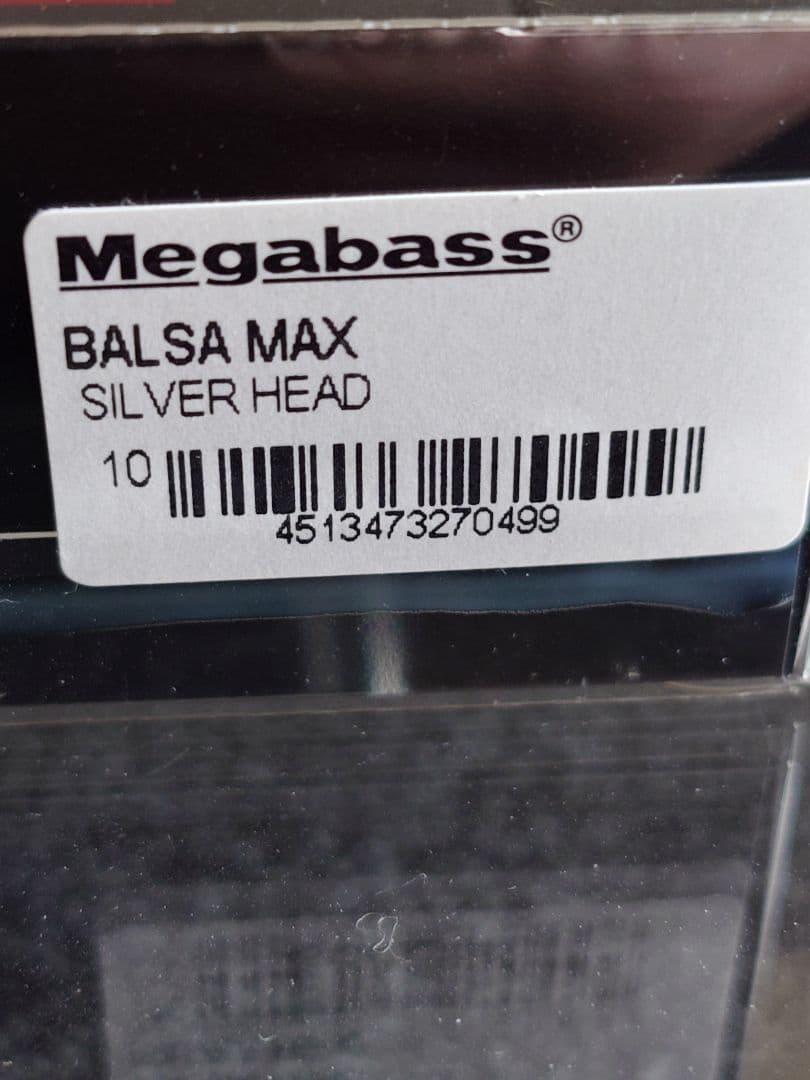 Megabass®
BALSA MAX
SILVER HEAD
10
4513473270499